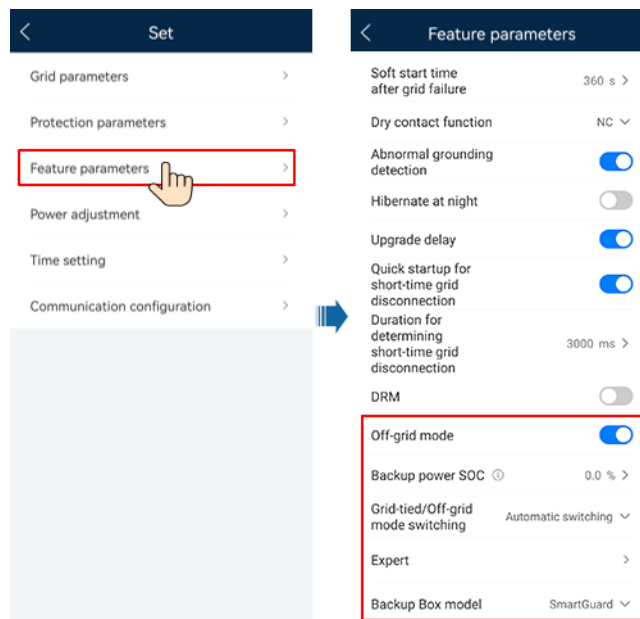 Set
Grid parameters
Protection parameters
Feature parameters
Power adjustment
Time setting
Communication configuration
Feature parameters
Soft start time
after grid failure
360 s
Dry contact function
NC
Abnormal grounding
detection
Hibernate at night
Upgrade delay
Quick startup for
short-time grid
disconnection
Duration for
determining
short-time grid
disconnection
3000 ms
DRM
Off-grid mode
Backup power SOC
0.0 %
Grid-tied/Off-grid
mode switching
Automatic switching
Expert
Backup Box model
SmartGuard